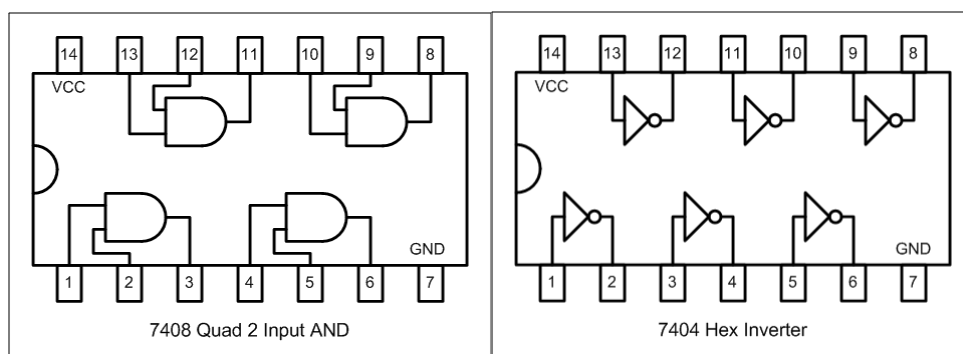 14 13 12 11 10 9 8
VCC
GND
1 2 3 4 5 6 7
7408 Quad 2 Input AND
14 13 12 11 10 9 8
VCC
GND
1 2 3 4 5 6 7
7404 Hex Inverter